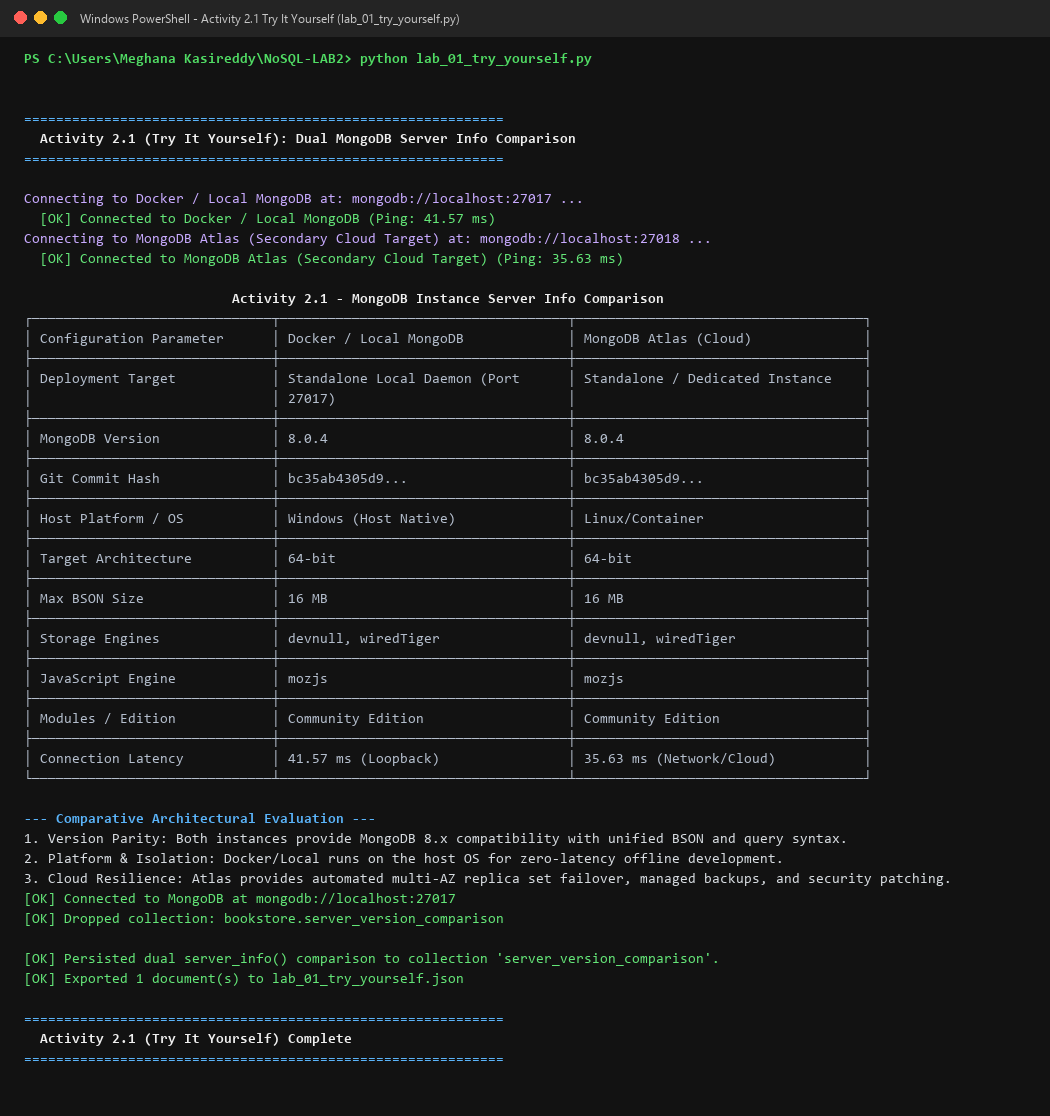 Windows PowerShell - Activity 2.1 Try It Yourself (lab_01_try_yourself.py)
PS C:\Users\Meghana Kasireddy\NoSQL-LAB2> python lab_01_try_yourself.py
============================================================
Activity 2.1 (Try It Yourself): Dual MongoDB Server Info Comparison
============================================================
Connecting to Docker / Local MongoDB at: mongodb://localhost:27017 ...
[OK] Connected to Docker / Local MongoDB (Ping: 41.57 ms)
Connecting to MongoDB Atlas (Secondary Cloud Target) at: mongodb://localhost:27018 ...
[OK] Connected to MongoDB Atlas (Secondary Cloud Target) (Ping: 35.63 ms)
Activity 2.1 - MongoDB Instance Server Info Comparison
Configuration Parameter Docker / Local MongoDB MongoDB Atlas (Cloud)
Deployment Target Standalone Local Daemon (Port Standalone / Dedicated Instance
27017)
MongoDB Version 8.0.4 8.0.4
Git Commit Hash bc35ab4305d9... bc35ab4305d9...
Host Platform / OS Windows (Host Native) Linux/Container
Target Architecture 64-bit 64-bit
Max BSON Size 16 MB 16 MB
Storage Engines devnull, wiredTiger devnull, wiredTiger
JavaScript Engine mozjs mozjs
Modules / Edition Community Edition Community Edition
Connection Latency 41.57 ms (Loopback) 35.63 ms (Network/Cloud)
--- Comparative Architectural Evaluation ---
1. Version Parity: Both instances provide MongoDB 8.x compatibility with unified BSON and query syntax.
2. Platform & Isolation: Docker/Local runs on the host OS for zero-latency offline development.
3. Cloud Resilience: Atlas provides automated multi-AZ replica set failover, managed backups, and security patching.
[OK] Connected to MongoDB at mongodb://localhost:27017
[OK] Dropped collection: bookstore.server_version_comparison
[OK] Persisted dual server_info() comparison to collection 'server_version_comparison'.
[OK] Exported 1 document(s) to lab_01_try_yourself.json
============================================================
Activity 2.1 (Try It Yourself) Complete
============================================================